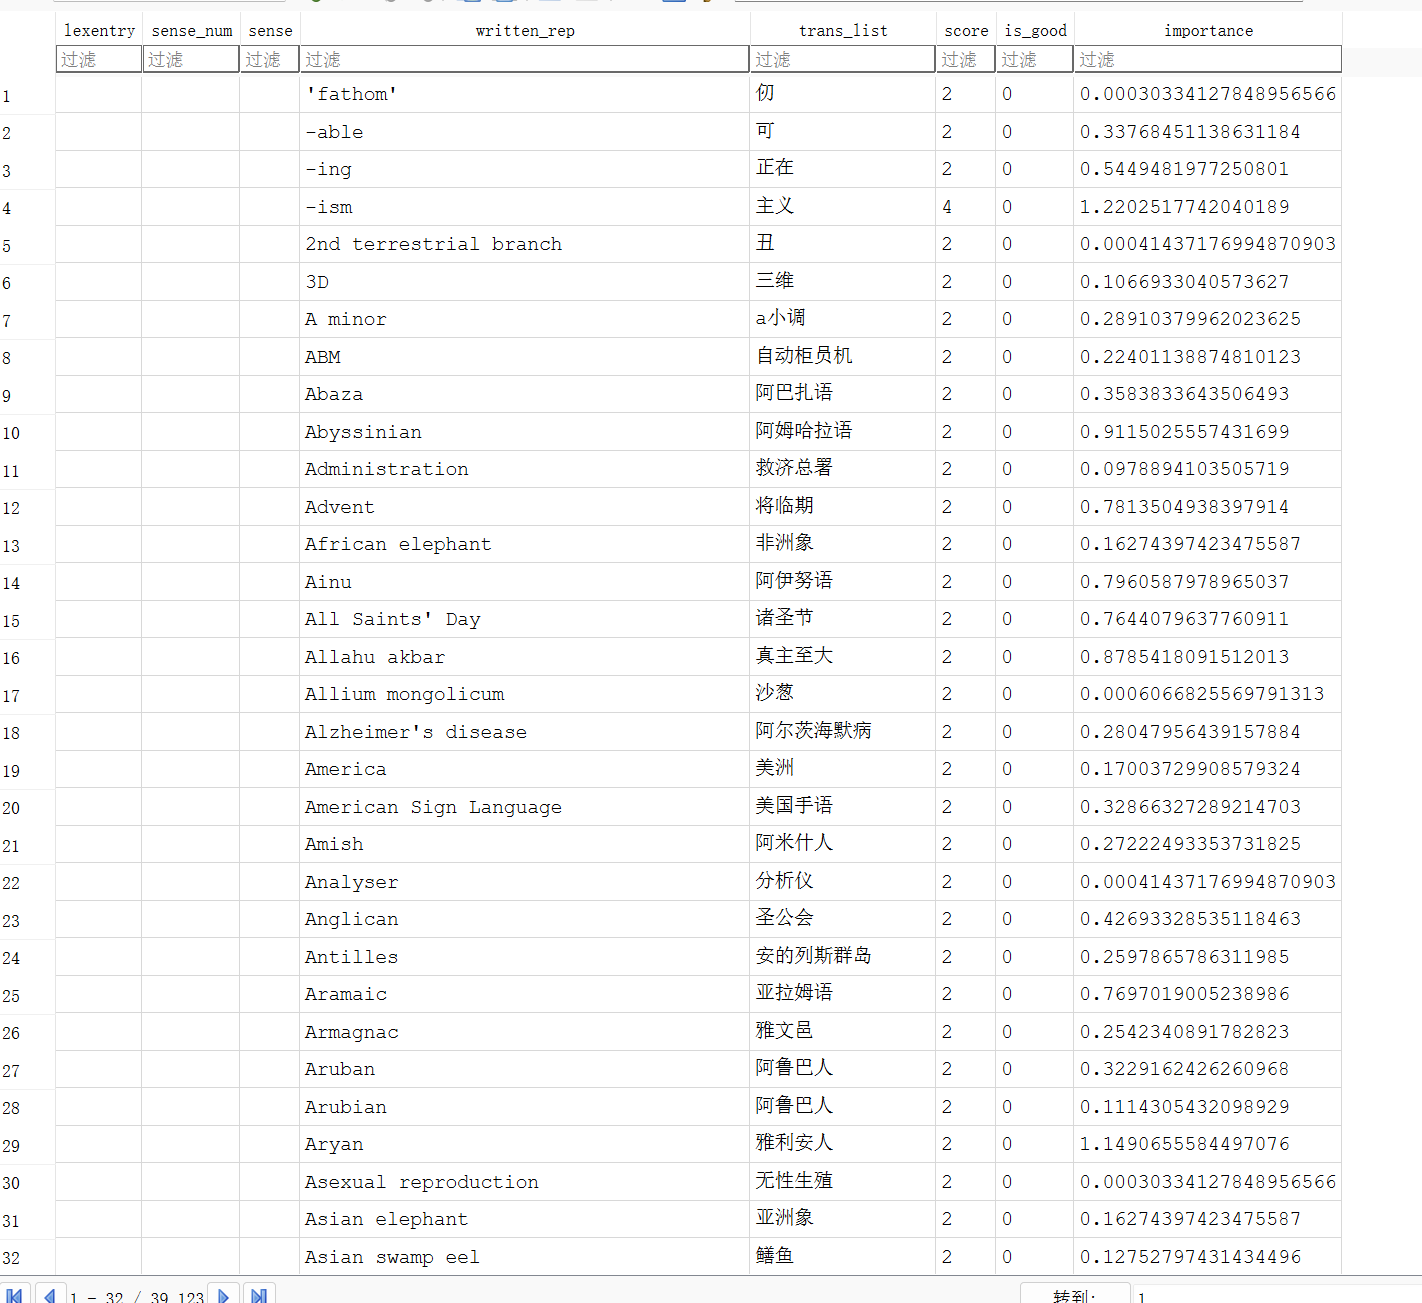 lexentry sense_num sense written_rep trans_list score is_good importance
过滤 过滤 过滤 过滤 过滤 过滤 过滤 过滤
1 'fathom' 仞 2 0 0.00030334127848956566
2 -able 可 2 0 0.33768451138631184
3 -ing 正在 2 0 0.5449481977250801
4 -ism 主义 4 0 1.2202517742040189
5 2nd terrestrial branch 丑 2 0 0.00041437176994870903
6 3D 三维 2 0 0.1066933040573627
7 A minor a小调 2 0 0.28910379962023625
8 ABM 自动柜员机 2 0 0.22401138874810123
9 Abaza 阿巴扎语 2 0 0.3583833643506493
10 Abyssinian 阿姆哈拉语 2 0 0.9115025557431699
11 Administration 救济总署 2 0 0.0978894103505719
12 Advent 将临期 2 0 0.7813504938397914
13 African elephant 非洲象 2 0 0.16274397423475587
14 Ainu 阿伊努语 2 0 0.7960587978965037
15 All Saints' Day 诸圣节 2 0 0.7644079637760911
16 Allahu akbar 真主至大 2 0 0.8785418091512013
17 Allium mongolicum 沙葱 2 0 0.0006066825569791313
18 Alzheimer's disease 阿尔茨海默病 2 0 0.28047956439157884
19 America 美洲 2 0 0.17003729908579324
20 American Sign Language 美国手语 2 0 0.32866327289214703
21 Amish 阿米什人 2 0 0.27222493353731825
22 Analyser 分析仪 2 0 0.00041437176994870903
23 Anglican 圣公会 2 0 0.42693328535118463
24 Antilles 安的列斯群岛 2 0 0.2597865786311985
25 Aramaic 亚拉姆语 2 0 0.7697019005238986
26 Armagnac 雅文邑 2 0 0.2542340891782823
27 Aruban 阿鲁巴人 2 0 0.3229162426260968
28 Arubian 阿鲁巴人 2 0 0.1114305432098929
29 Aryan 雅利安人 2 0 1.1490655584497076
30 Asexual reproduction 无性生殖 2 0 0.00030334127848956566
31 Asian elephant 亚洲象 2 0 0.16274397423475587
32 Asian swamp eel 鳝鱼 2 0 0.12752797431434496
1 - 32 / 39,123 转到: 1